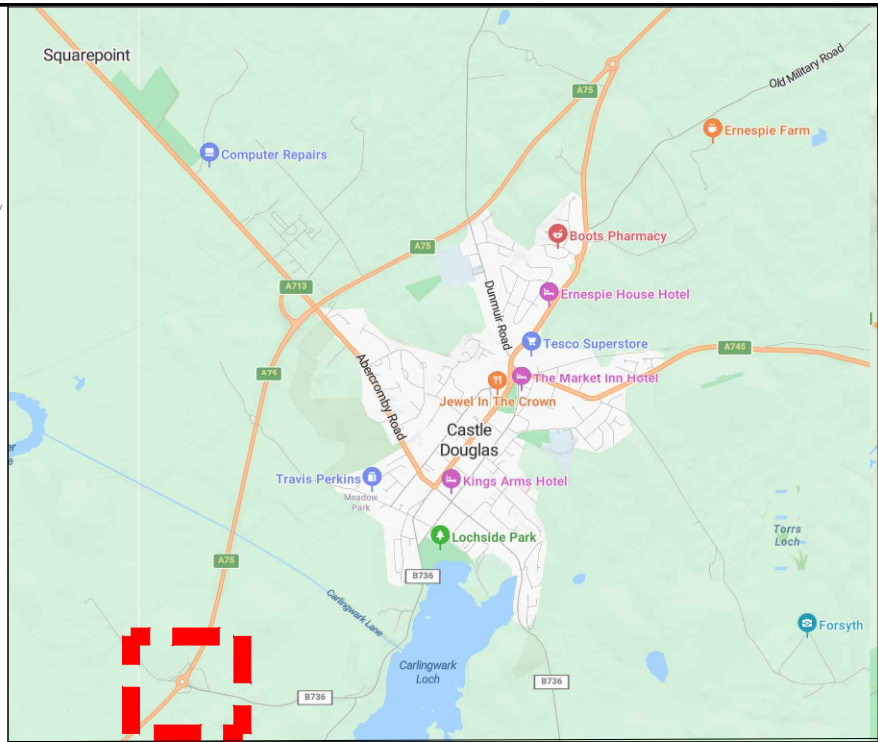 Squarepoint
A75
Old Military Road
Ernespie Farm
Computer Repairs
Boots Pharmacy
A75
A713
Ernespie House Hotel
Dunmuir Road
Tesco Superstore
A745
A75
The Market Inn Hotel
Abercromby Road
Jewel In The Crown
Castle
Douglas
Travis Perkins
Kings Arms Hotel
Meadow
Park
Lochside Park
Torrs
Loch
A75
B736
Carlingwark Lane
Forsyth
Carlingwark
Loch
B736
B736